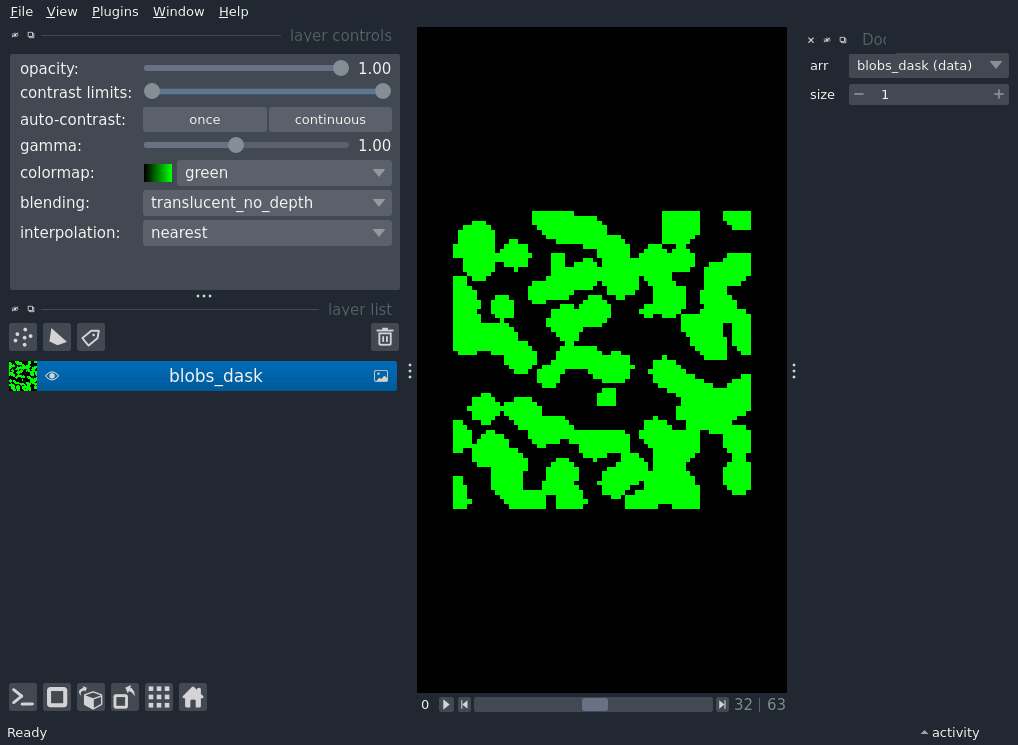 File View Plugins Window Help
layer controls
opacity: 1.00
contrast limits:
auto-contrast: once continuous
gamma: 1.00
colormap: green
blending: translucent_no_depth
interpolation: nearest
layer list
blobs_dask
0 32 | 63
arr blobs_dask (data)
size 1
Ready activity